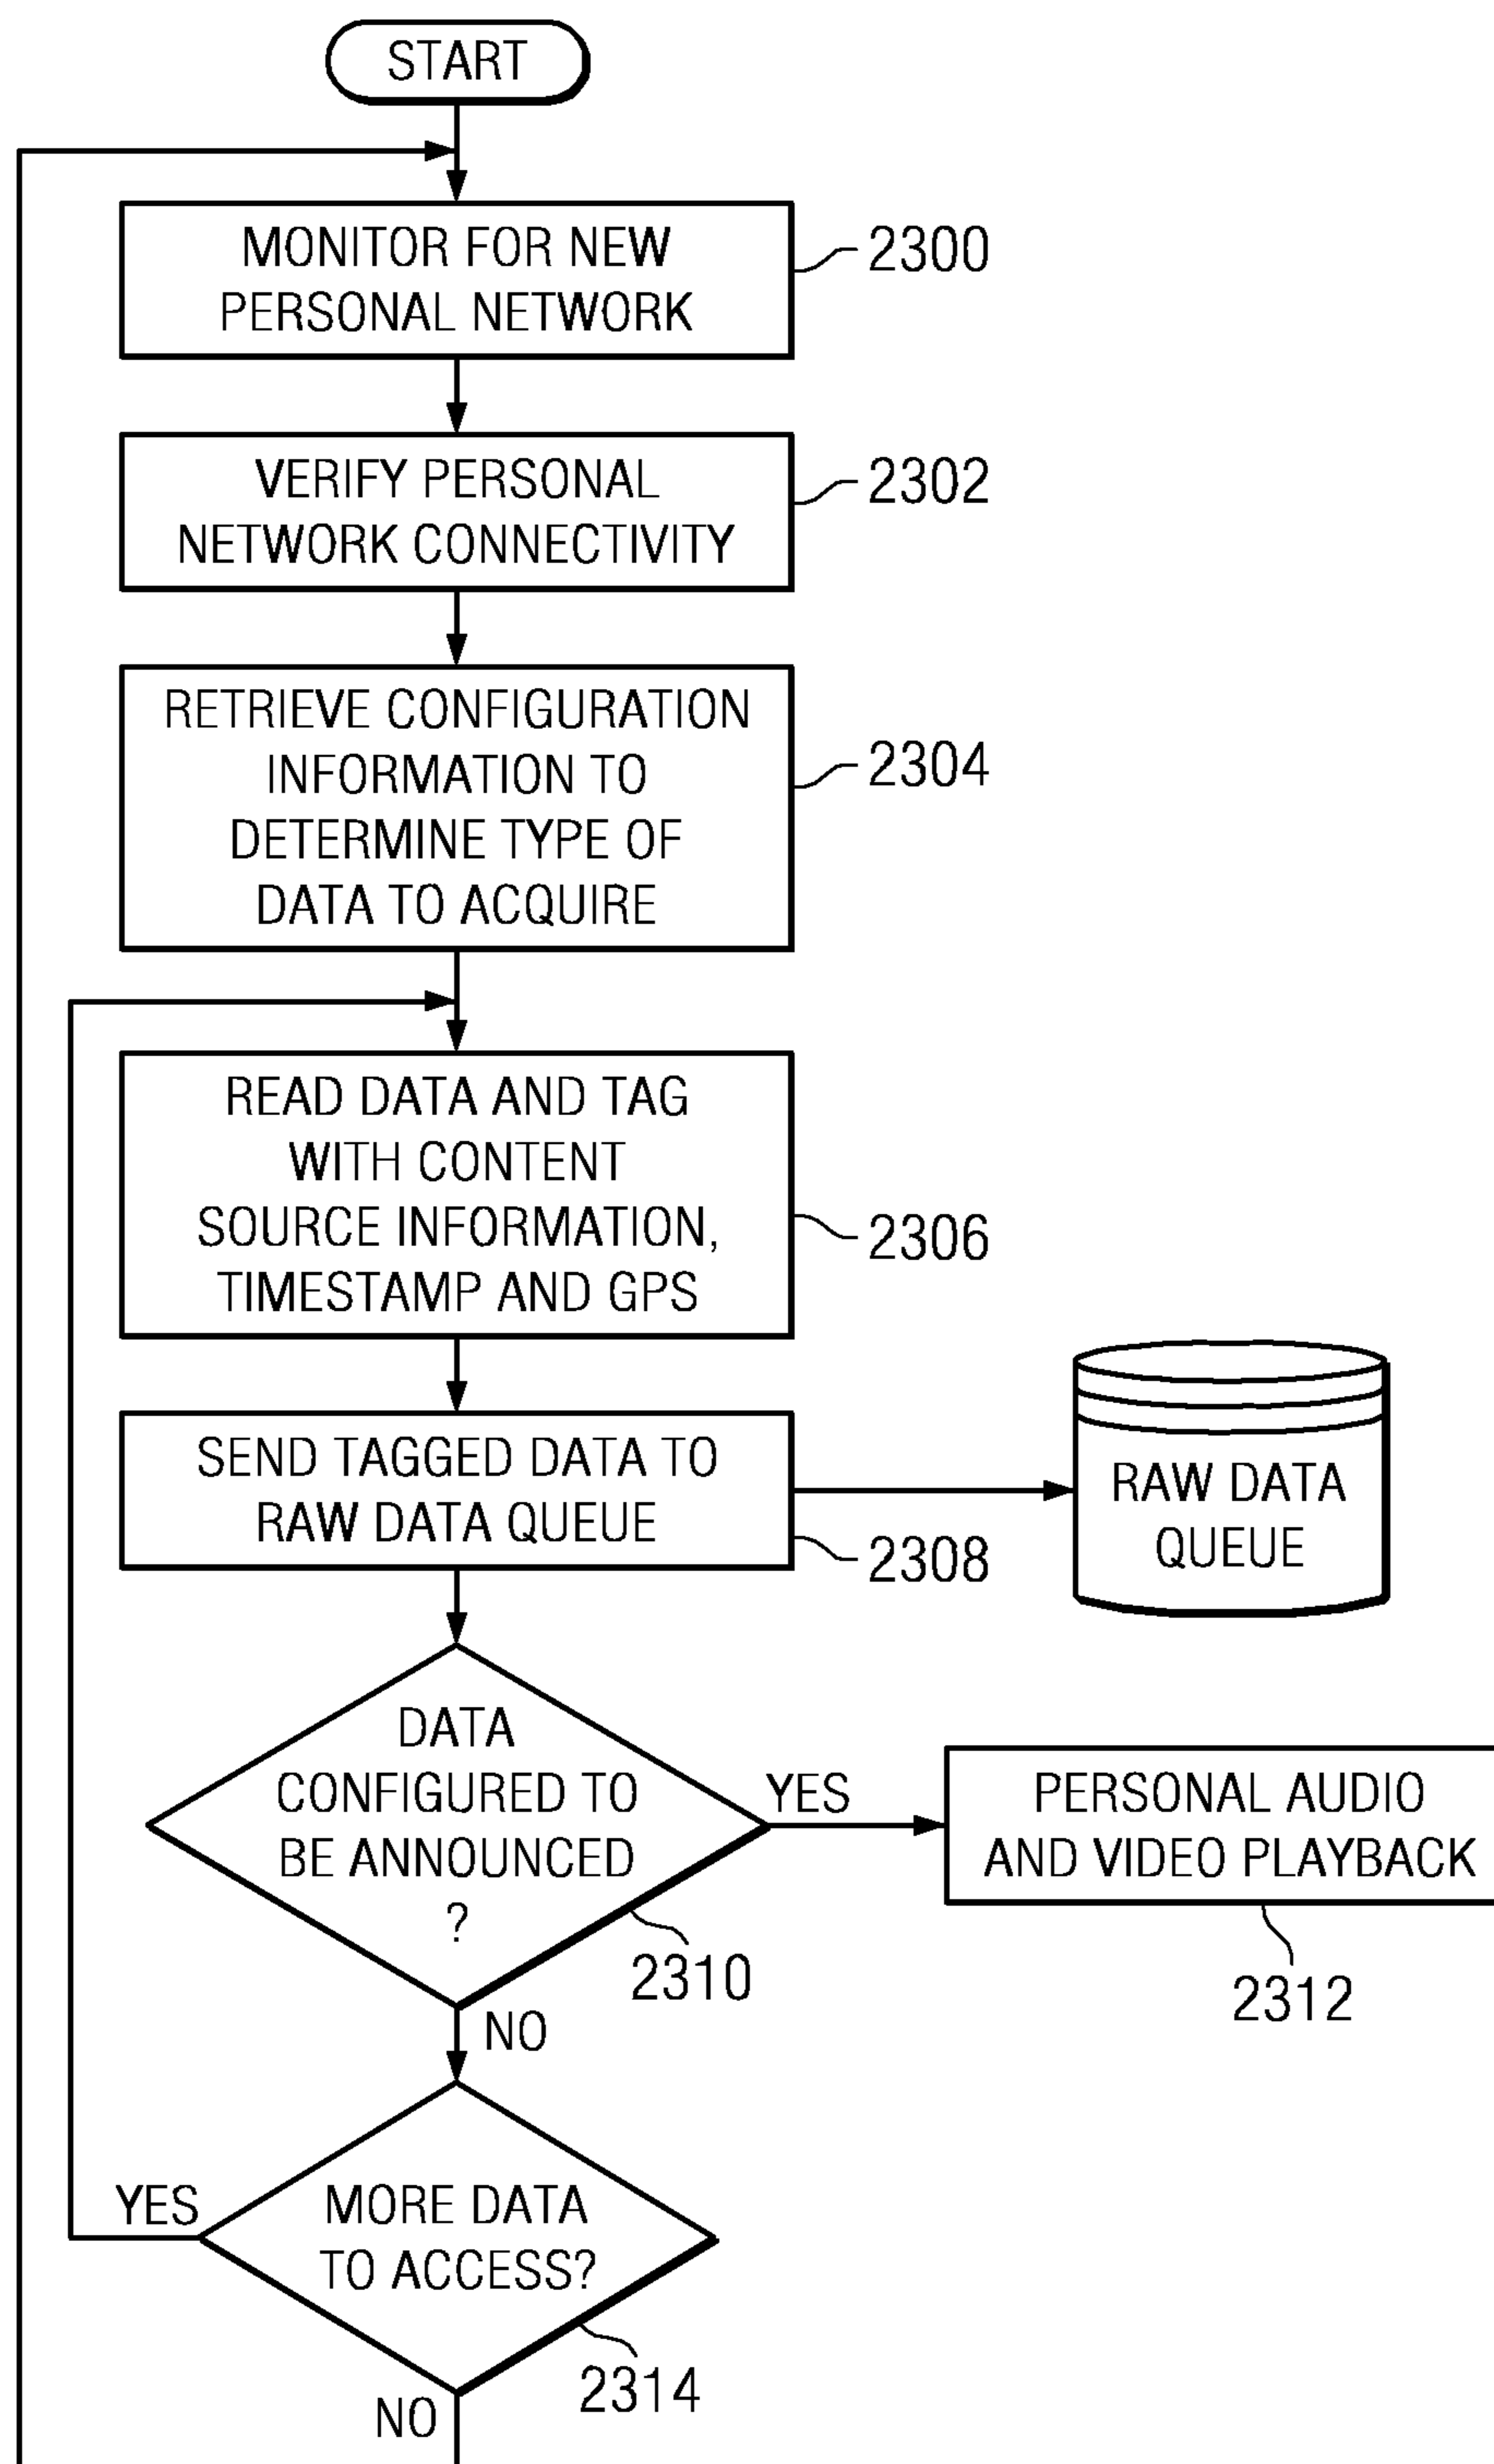 START
MONITOR FOR NEW
PERSONAL NETWORK
2300
VERIFY PERSONAL
NETWORK CONNECTIVITY
2302
RETRIEVE CONFIGURATION
INFORMATION TO
DETERMINE TYPE OF
DATA TO ACQUIRE
2304
READ DATA AND TAG
WITH CONTENT
SOURCE INFORMATION,
TIMESTAMP AND GPS
2306
SEND TAGGED DATA TO
RAW DATA QUEUE
2308
RAW DATA
QUEUE
DATA
CONFIGURED TO
BE ANNOUNCED
?
2310
YES
PERSONAL AUDIO
AND VIDEO PLAYBACK
2312
NO
MORE DATA
TO ACCESS?
YES
2314
NO